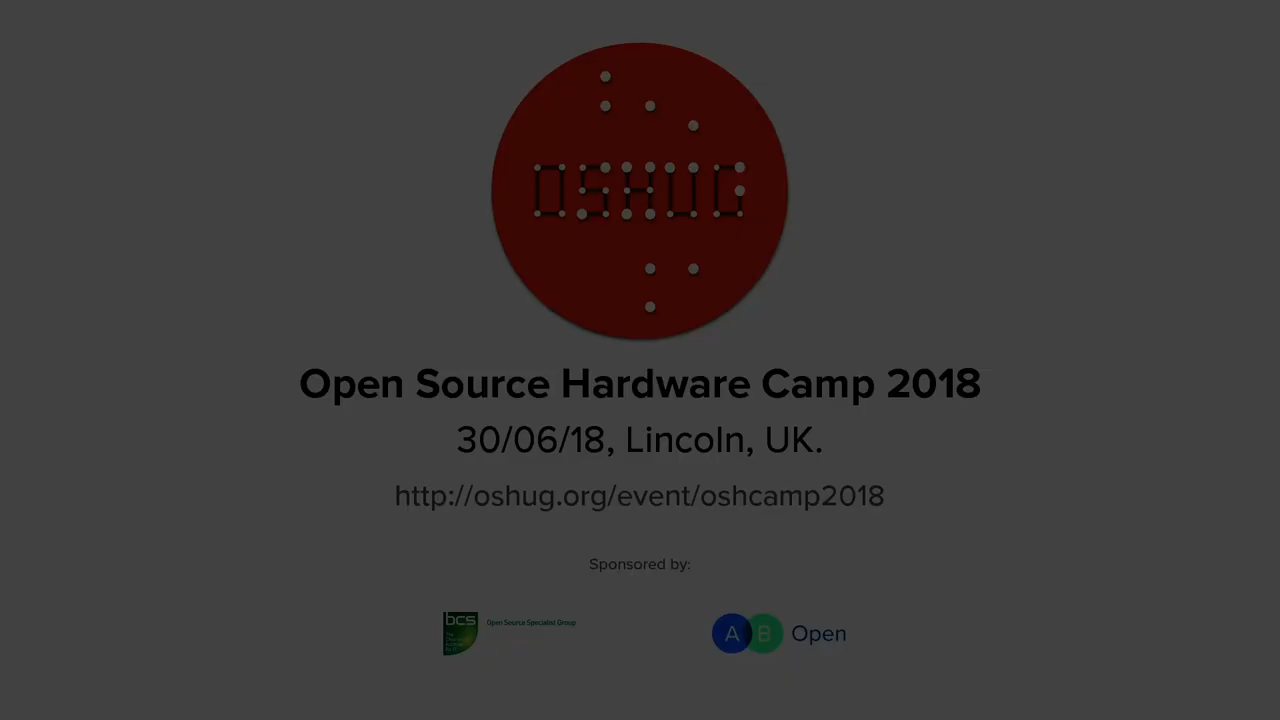 OSHUG
Open Source Hardware Camp 2018
30/06/18, Lincoln, UK.
http://oshug.org/event/oshcamp2018
Sponsored by:
bcs
Open Source Specialist Group
A B Open